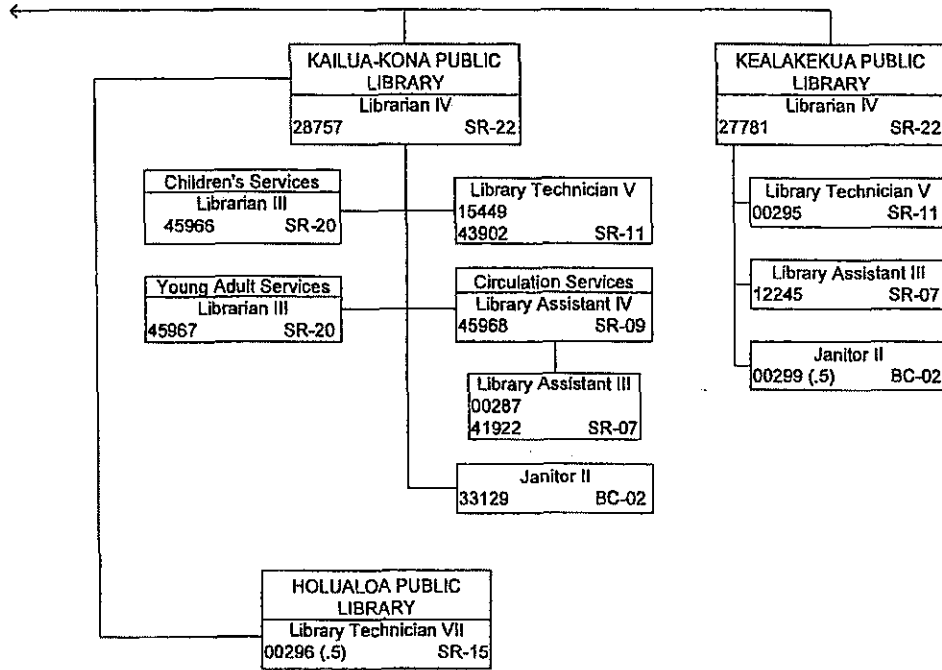 KAILUA-KONA PUBLIC
LIBRARY
Librarian IV
28757 SR-22
KEALAKEKUA PUBLIC
LIBRARY
Librarian IV
27781 SR-22
Children's Services
Librarian III
45966 SR-20
Library Technician V
15449
43902 SR-11
Library Technician V
00295 SR-11
Young Adult Services
Librarian III
45967 SR-20
Circulation Services
Library Assistant IV
45968 SR-09
Library Assistant III
12245 SR-07
Library Assistant III
00287
41922 SR-07
Janitor II
00299 (.5) BC-02
Janitor II
33129 BC-02
HOLUALOA PUBLIC
LIBRARY
Library Technician VII
00296 (.5) SR-15